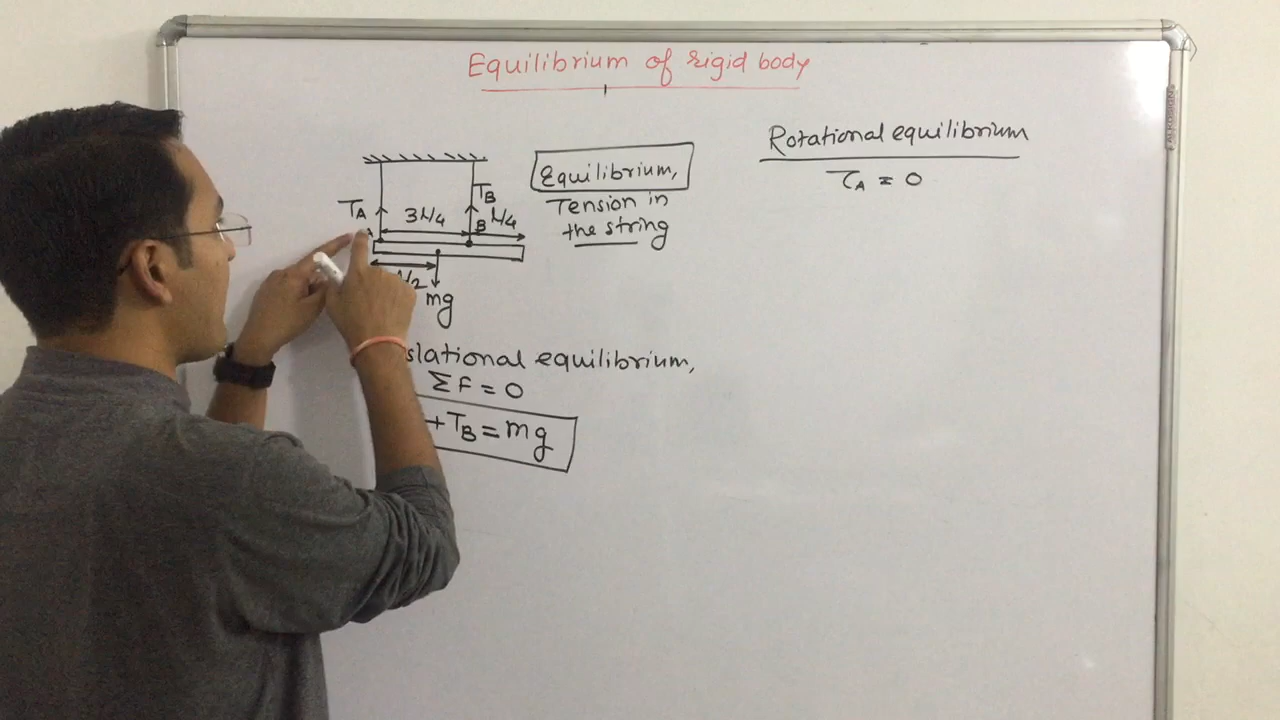 Equilibrium of rigid body
Rotational equilibrium
τA = 0
Equilibrium,
Tension in
the string
TA
TB
3l/4
l/4
B
mg
slational equilibrium,
ΣF = 0
+ TB = mg
ALKOSIGN